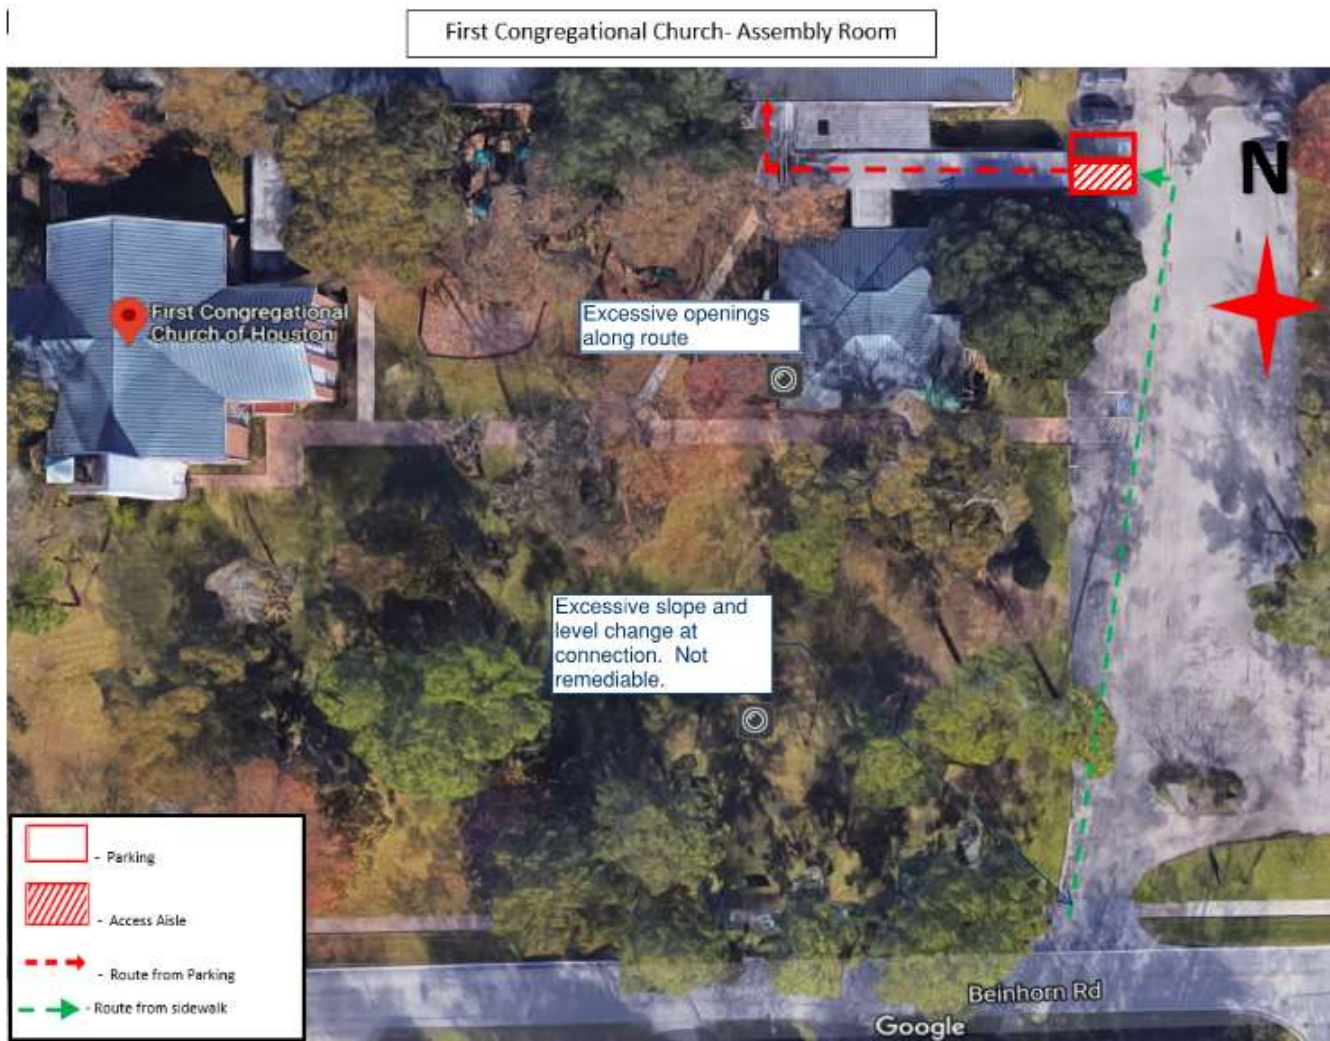 First Congregational Church- Assembly Room
N
First Congregational
Church of Houston
Excessive openings
along route
Excessive slope and
level change at
connection.  Not
remediable.
- Parking
- Access Aisle
- Route from Parking
- Route from sidewalk
Beinhorn Rd
Google